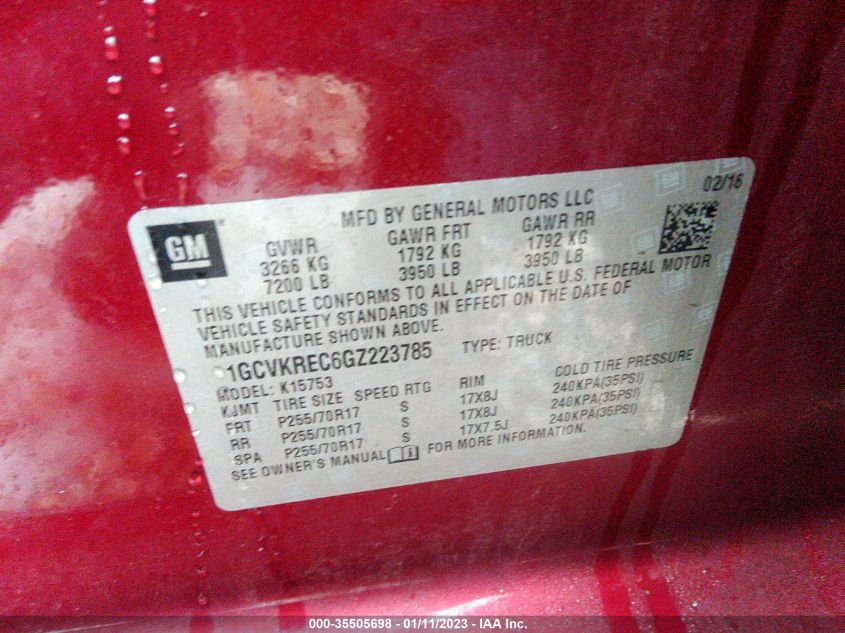 02/16
MFD BY GENERAL MOTORS LLC
GM
GVWR GAWR FRT GAWR RR
3266 KG 1792 KG 1792 KG
7200 LB 3950 LB 3950 LB
THIS VEHICLE CONFORMS TO ALL APPLICABLE U.S. FEDERAL MOTOR
VEHICLE SAFETY STANDARDS IN EFFECT ON THE DATE OF
MANUFACTURE SHOWN ABOVE.
1GCVKREC6GZ223785 TYPE: TRUCK
MODEL: K15753
KJMT TIRE SIZE SPEED RTG RIM COLD TIRE PRESSURE
FRT P255/70R17 S 17X8J 240KPA(35PSI)
RR P255/70R17 S 17X8J 240KPA(35PSI)
SPA P255/70R17 S 17X7.5J 240KPA(35PSI)
SEE OWNER'S MANUAL FOR MORE INFORMATION.
000-35505698 - 01/11/2023 - IAA Inc.